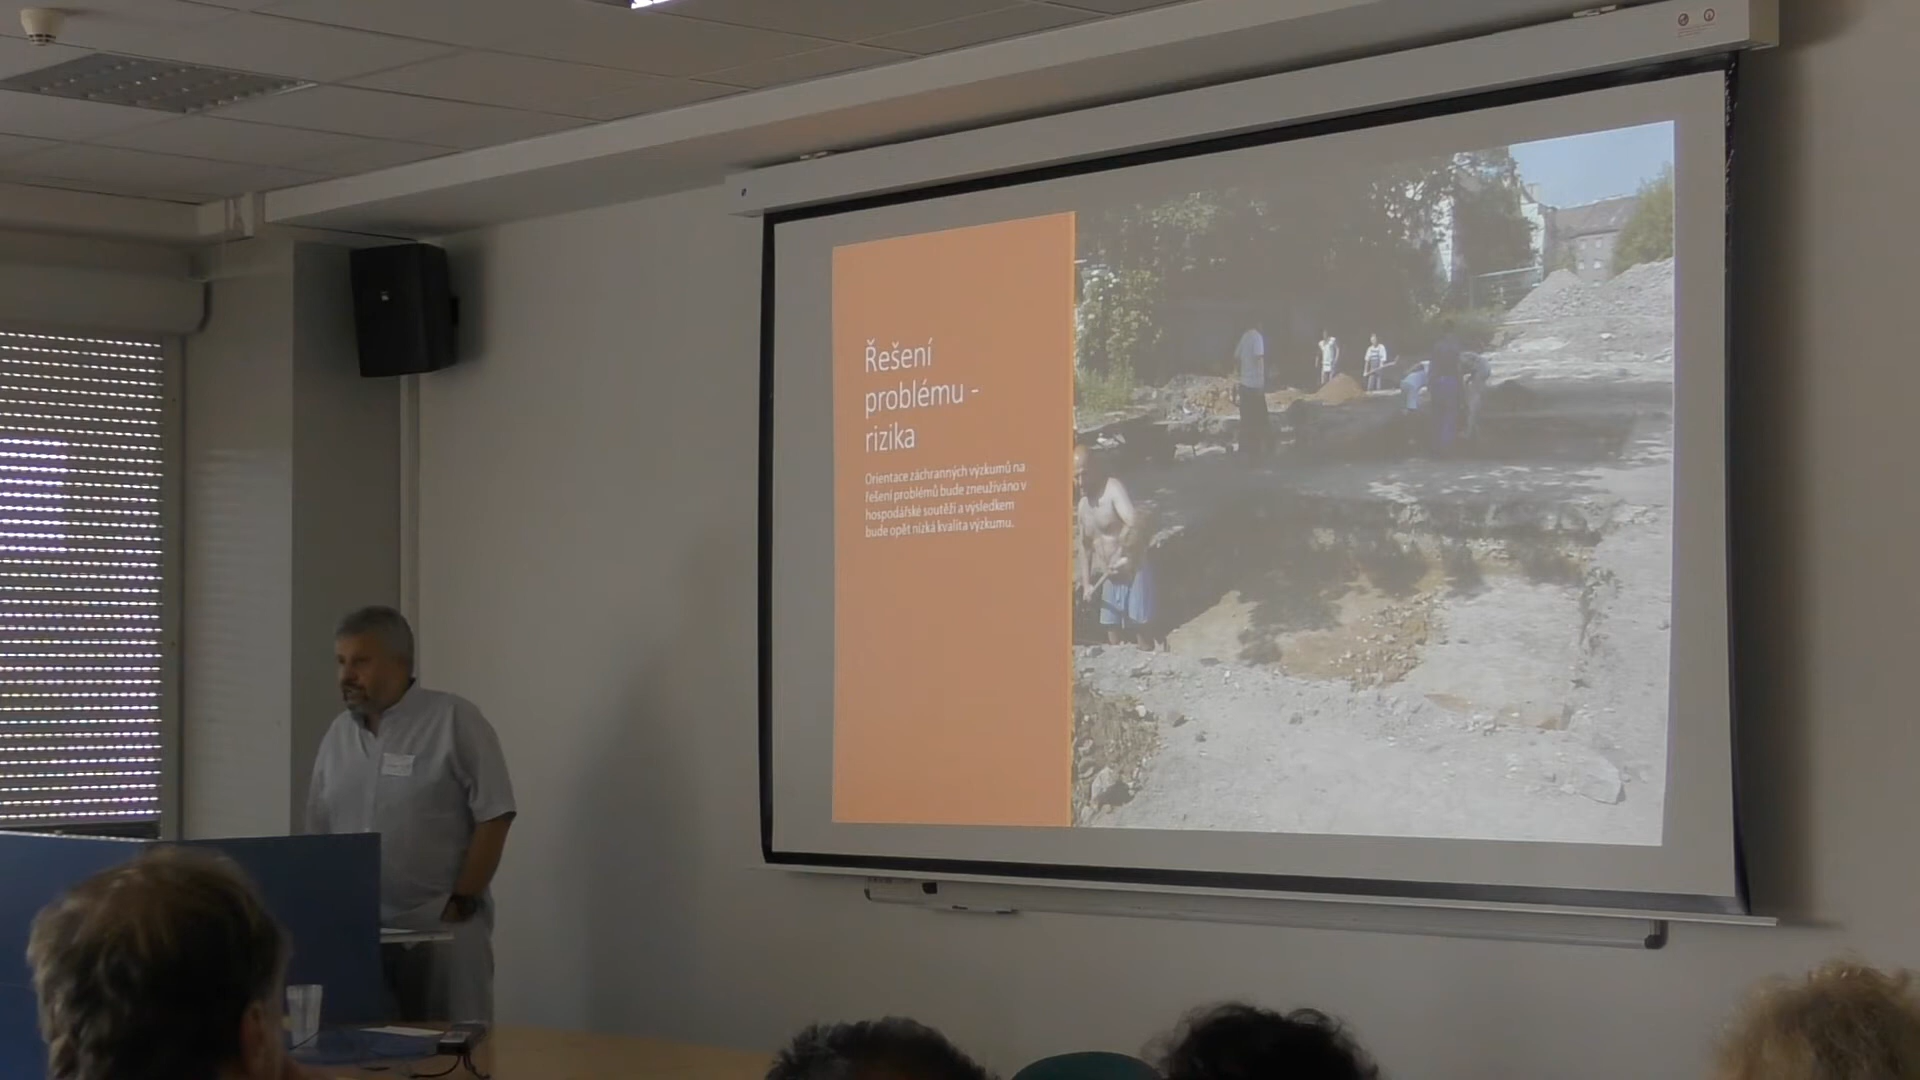 Řešení
problému -
rizika
Orientace záchranných výzkumů na
řešení problémů bude zneužíváno v
hospodářské soutěži a výsledkem
bude opět nízká kvalita výzkumu.